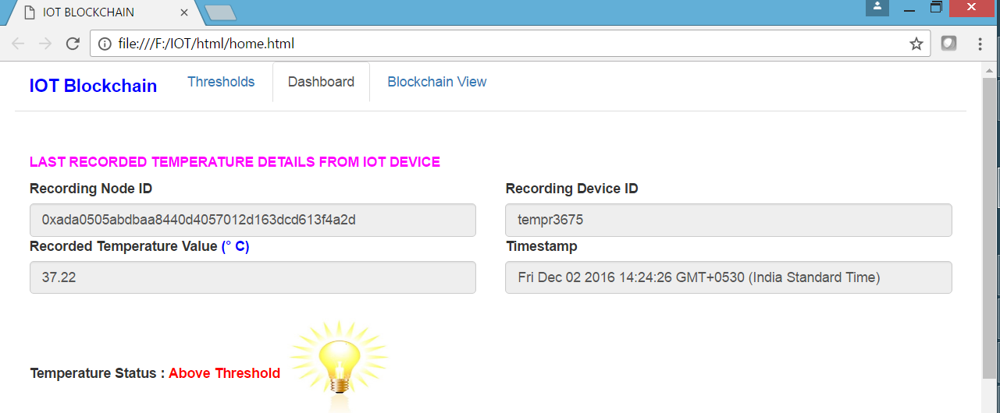 IOT BLOCKCHAIN
file:///F:/IOT/html/home.html
IOT Blockchain Thresholds Dashboard Blockchain View
LAST RECORDED TEMPERATURE DETAILS FROM IOT DEVICE
Recording Node ID Recording Device ID
0xada0505abdbaa8440d4057012d163dcd613f4a2d tempr3675
Recorded Temperature Value (° C) Timestamp
37.22 Fri Dec 02 2016 14:24:26 GMT+0530 (India Standard Time)
Temperature Status : Above Threshold